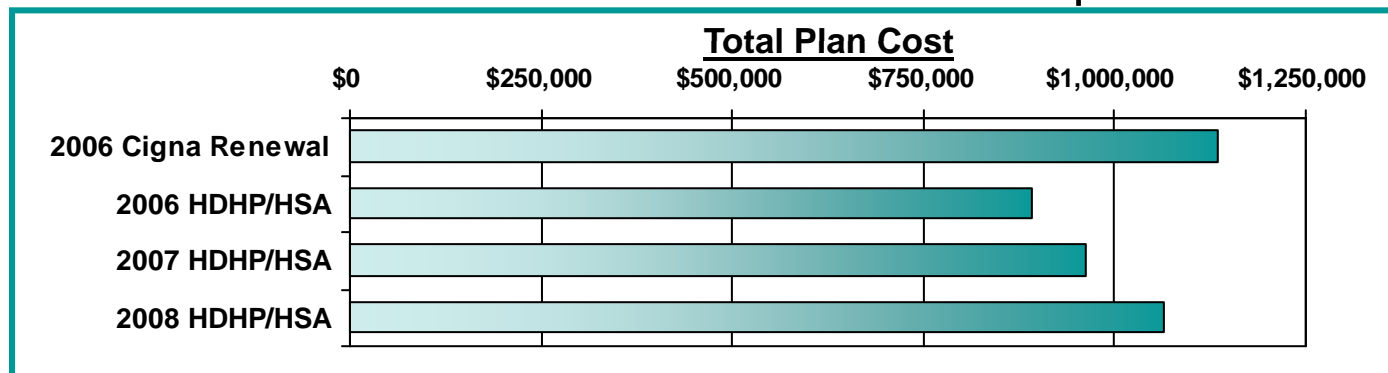 Total Plan Cost
$0 $250,000 $500,000 $750,000 $1,000,000 $1,250,000
2006 Cigna Renewal
2006 HDHP/HSA
2007 HDHP/HSA
2008 HDHP/HSA